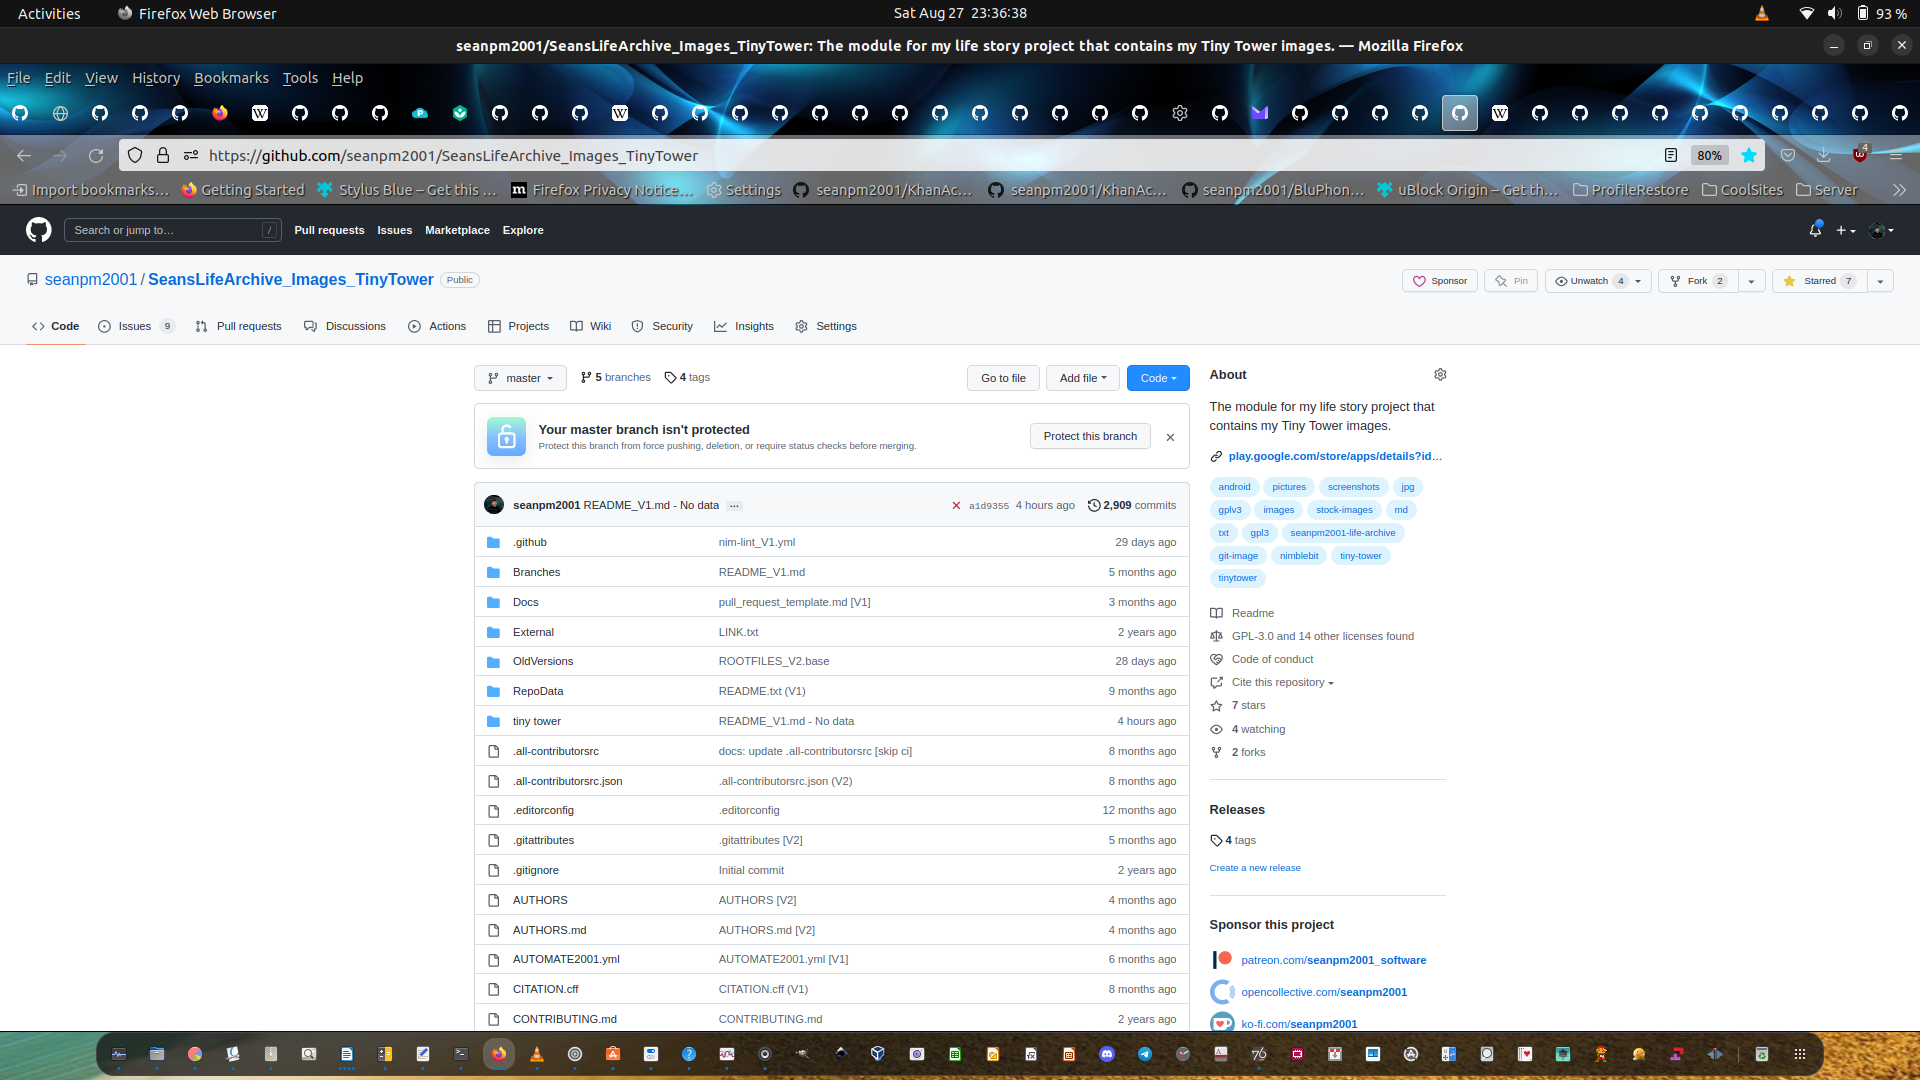 Activities Firefox Web Browser Sat Aug 27 23:36:38 93 %
seanpm2001/SeansLifeArchive_Images_TinyTower: The module for my life story project that contains my Tiny Tower images. — Mozilla Firefox
File Edit View History Bookmarks Tools Help
https://github.com/seanpm2001/SeansLifeArchive_Images_TinyTower 80% 4
Import bookmarks… Getting Started Stylus Blue – Get this … Firefox Privacy Notice… Settings seanpm2001/KhanAc… seanpm2001/KhanAc… seanpm2001/BluPhon… uBlock Origin – Get th… ProfileRestore CoolSites Server
Search or jump to… / Pull requests Issues Marketplace Explore
seanpm2001 / SeansLifeArchive_Images_TinyTower Public Sponsor Pin Unwatch 4 Fork 2 Starred 7
Code Issues 9 Pull requests Discussions Actions Projects Wiki Security Insights Settings
master 5 branches 4 tags Go to file Add file Code
Your master branch isn't protected
Protect this branch from force pushing, deletion, or require status checks before merging.
Protect this branch
seanpm2001 README_V1.md - No data … a1d9355 4 hours ago 2,909 commits
.github nim-lint_V1.yml 29 days ago
Branches README_V1.md 5 months ago
Docs pull_request_template.md [V1] 3 months ago
External LINK.txt 2 years ago
OldVersions ROOTFILES_V2.base 28 days ago
RepoData README.txt (V1) 9 months ago
tiny tower README_V1.md - No data 4 hours ago
.all-contributorsrc docs: update .all-contributorsrc [skip ci] 8 months ago
.all-contributorsrc.json .all-contributorsrc.json (V2) 8 months ago
.editorconfig .editorconfig 12 months ago
.gitattributes .gitattributes [V2] 5 months ago
.gitignore Initial commit 2 years ago
AUTHORS AUTHORS [V2] 4 months ago
AUTHORS.md AUTHORS.md [V2] 4 months ago
AUTOMATE2001.yml AUTOMATE2001.yml [V1] 6 months ago
CITATION.cff CITATION.cff (V1) 8 months ago
CONTRIBUTING.md CONTRIBUTING.md 2 years ago
About
The module for my life story project that
contains my Tiny Tower images.
play.google.com/store/apps/details?id…
android pictures screenshots jpg
gplv3 images stock-images md
txt gpl3 seanpm2001-life-archive
git-image nimblebit tiny-tower
tinytower
Readme
GPL-3.0 and 14 other licenses found
Code of conduct
Cite this repository
7 stars
4 watching
2 forks
Releases
4 tags
Create a new release
Sponsor this project
patreon.com/seanpm2001_software
opencollective.com/seanpm2001
ko-fi.com/seanpm2001